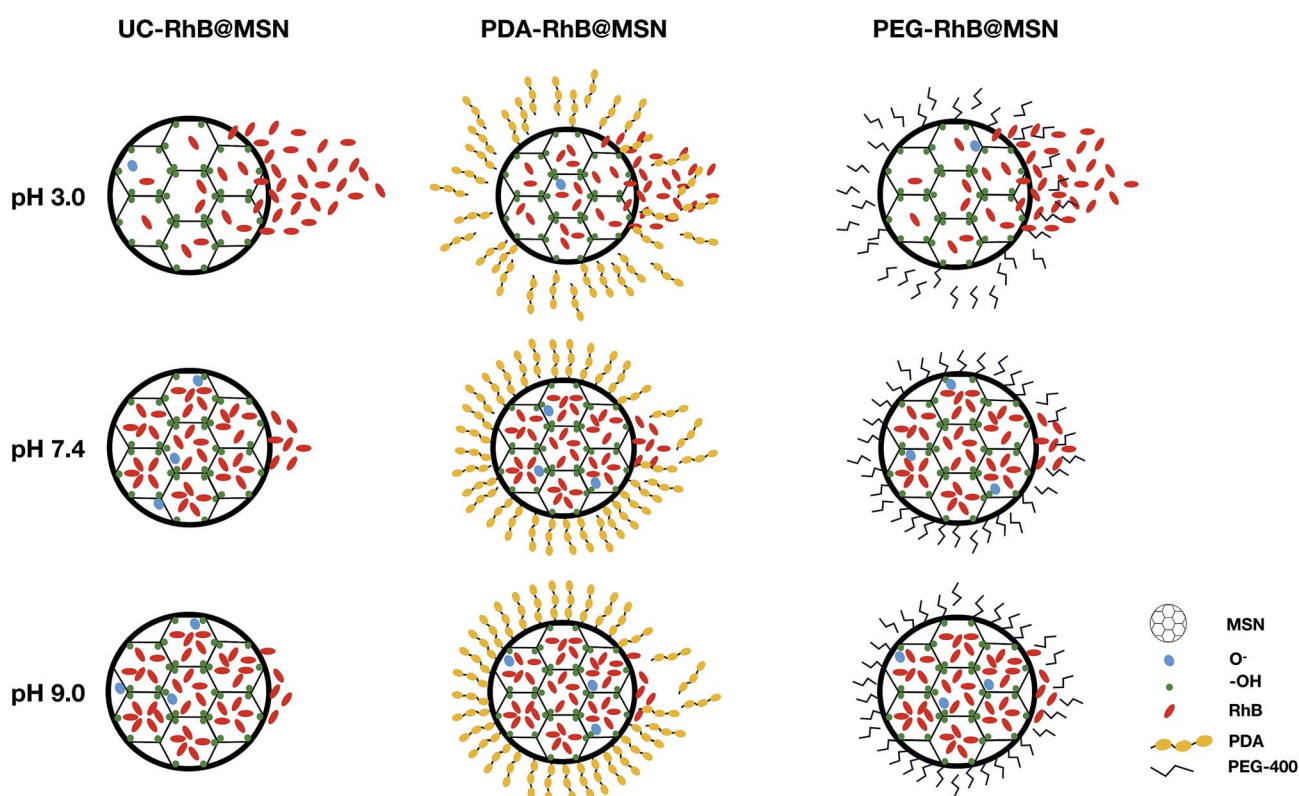 UC-RhB@MSN PDA-RhB@MSN PEG-RhB@MSN
pH 3.0
pH 7.4
pH 9.0
MSN
O-
-OH
RhB
PDA
PEG-400